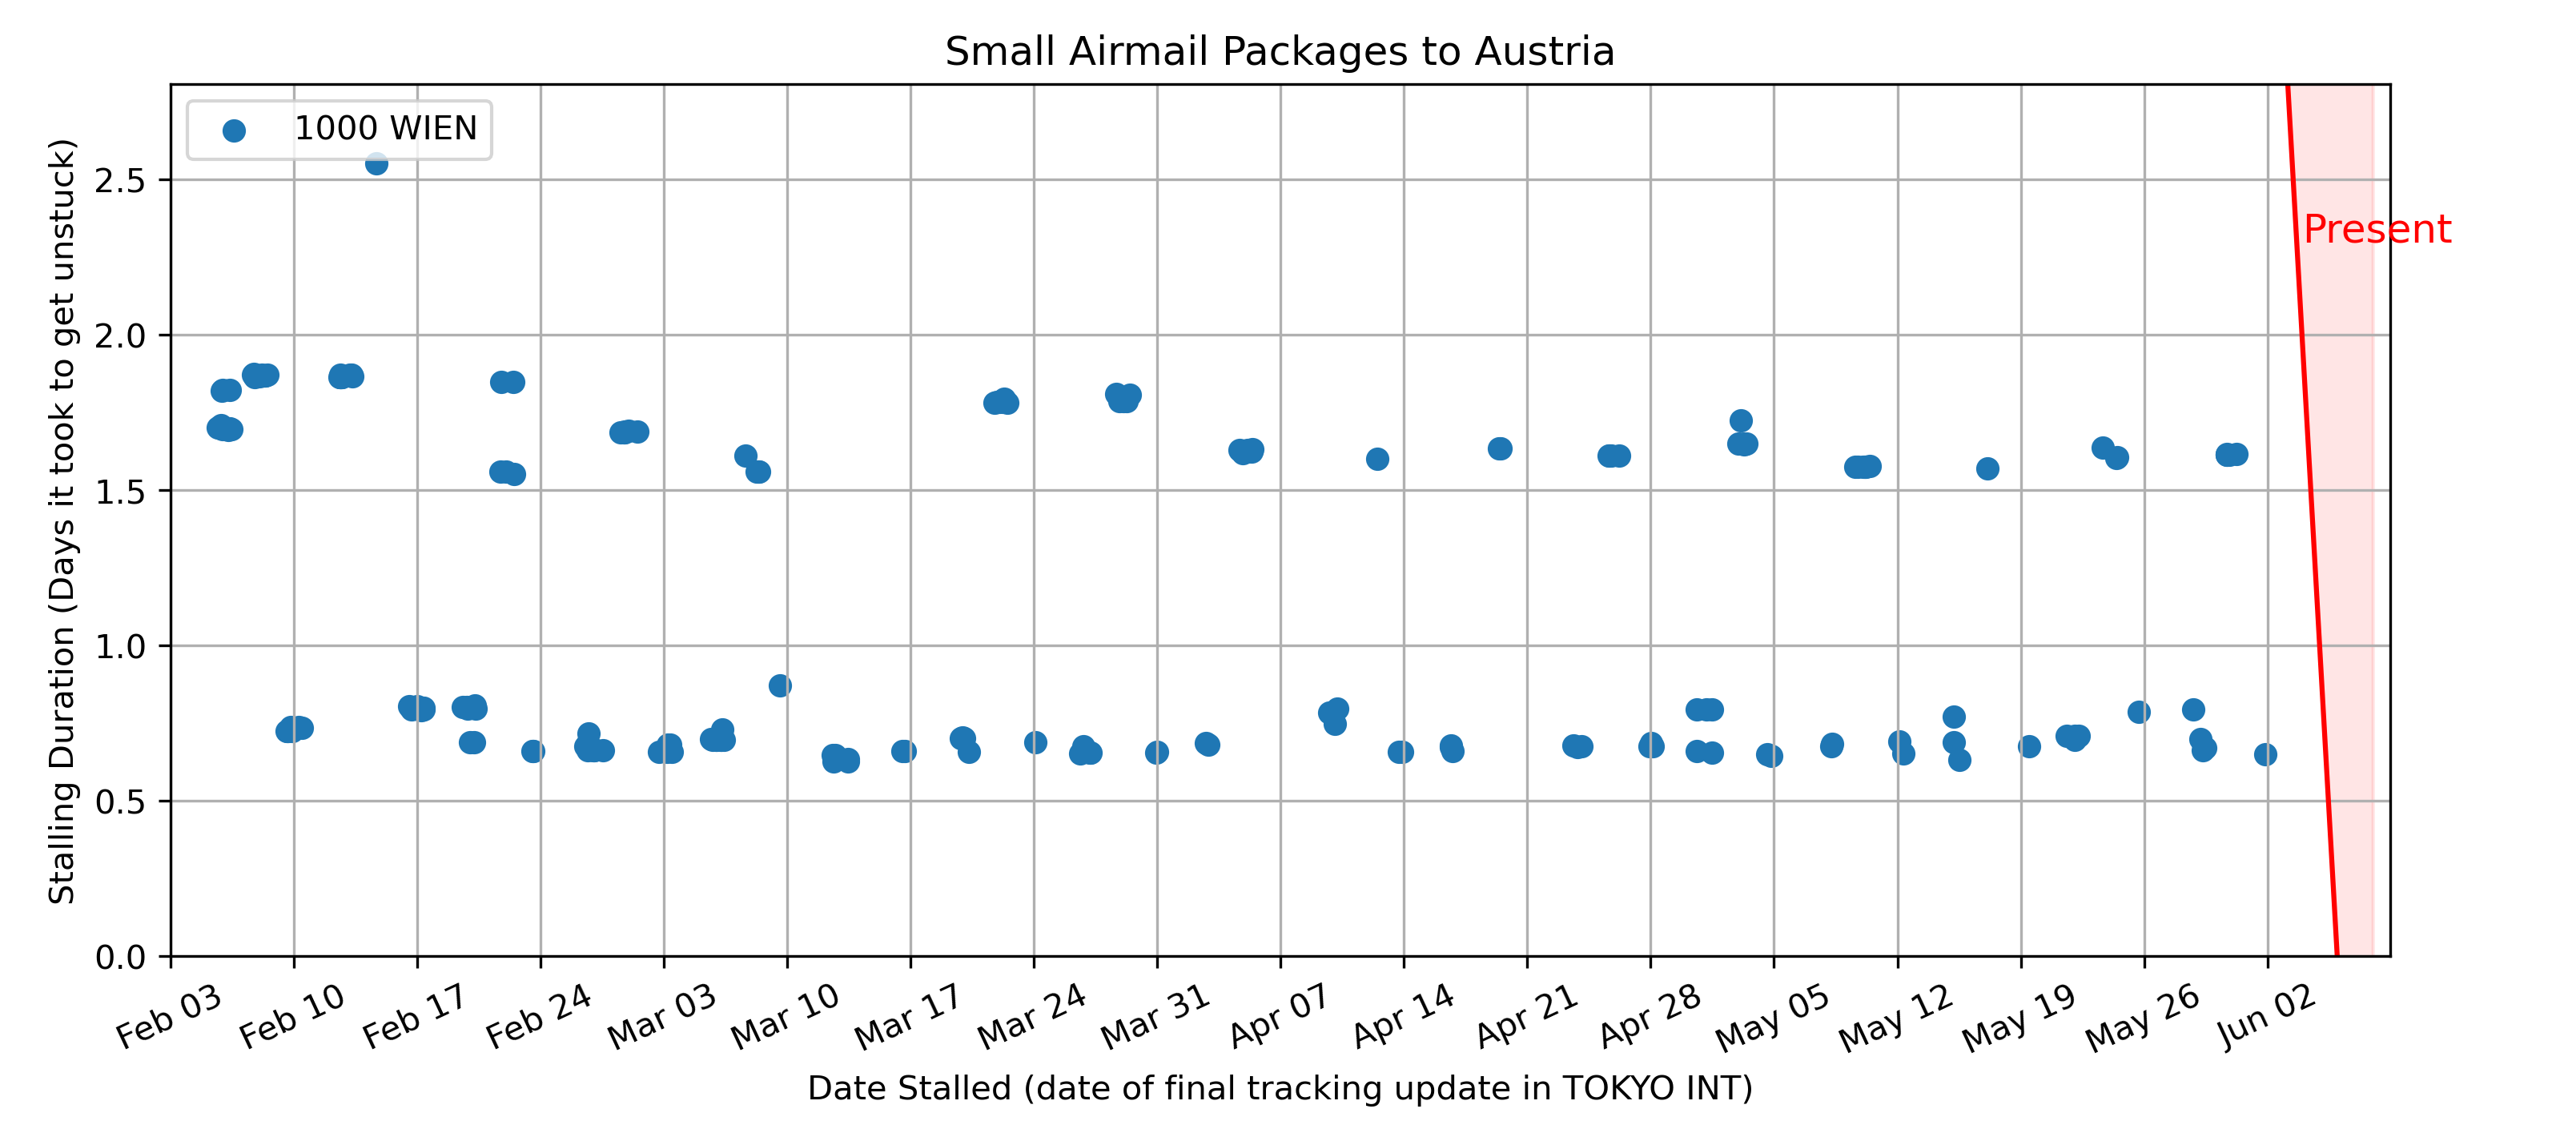 Small Airmail Packages to Austria
1000 WIEN
Present
Stalling Duration (Days it took to get unstuck)
2.5
2.0
1.5
1.0
0.5
0.0
Feb 03 Feb 10 Feb 17 Feb 24 Mar 03 Mar 10 Mar 17 Mar 24 Mar 31 Apr 07 Apr 14 Apr 21 Apr 28 May 05 May 12 May 19 May 26 Jun 02
Date Stalled (date of final tracking update in TOKYO INT)